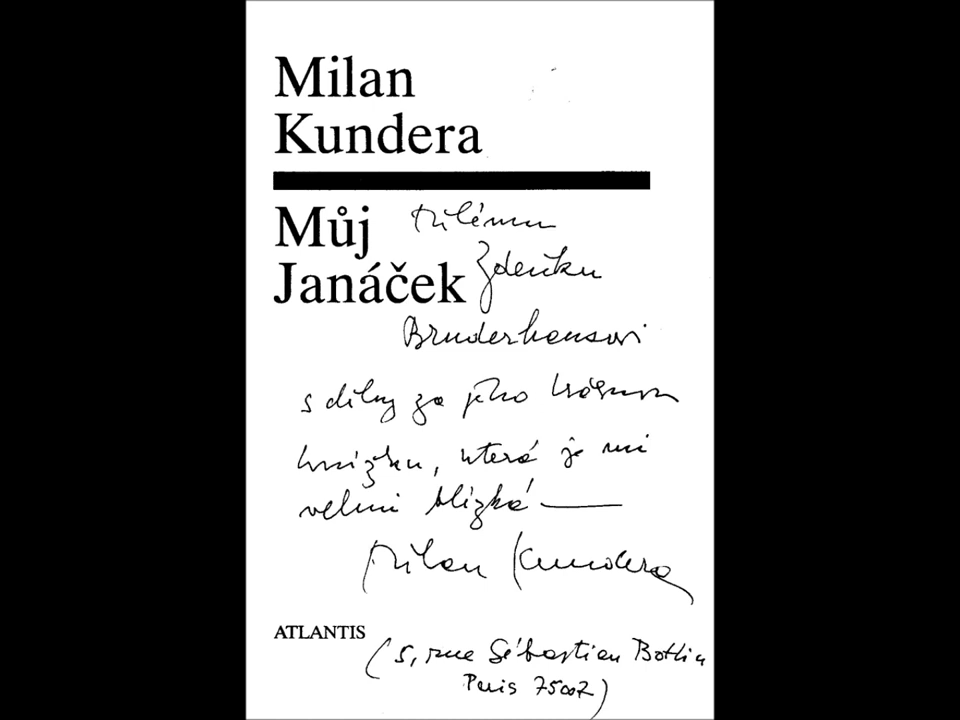 Milan
Kundera
Můj
Janáček
Milému
Zdeňku
Bruderhansovi
s díky za jeho krásnou
knížku, která je mi
velmi blízká
Milan Kundera
ATLANTIS
(5, rue Sébastien Bottin
Paris 75007)